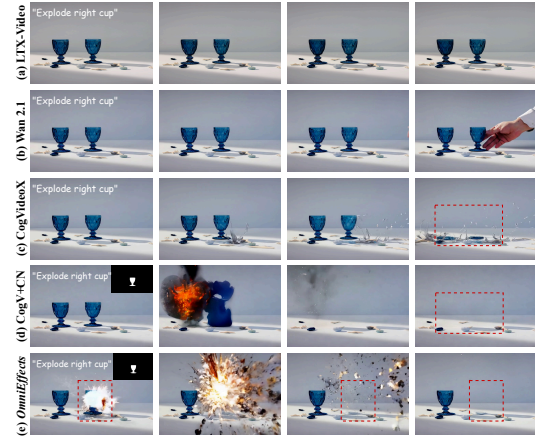 (a) LTX-Video
"Explode right cup"
(b) Wan 2.1
"Explode right cup"
(c) CogVideoX
"Explode right cup"
(d) CogV+CN
"Explode right cup"
(e) OmniEffects
"Explode right cup"